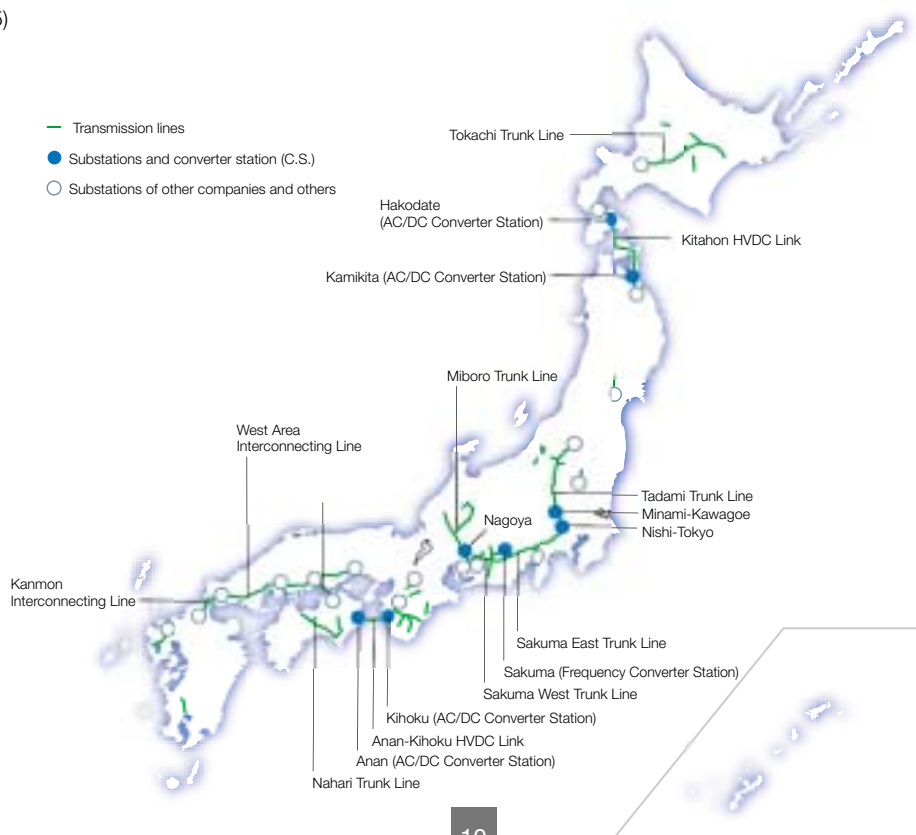 5)
Transmission lines
Substations and converter station (C.S.)
Substations of other companies and others
Tokachi Trunk Line
Hakodate
(AC/DC Converter Station)
Kitahon HVDC Link
Kamikita (AC/DC Converter Station)
Miboro Trunk Line
West Area
Interconnecting Line
Tadami Trunk Line
Minami-Kawagoe
Nagoya
Nishi-Tokyo
Kanmon
Interconnecting Line
Sakuma East Trunk Line
Sakuma (Frequency Converter Station)
Sakuma West Trunk Line
Kihoku (AC/DC Converter Station)
Anan-Kihoku HVDC Link
Anan (AC/DC Converter Station)
Nahari Trunk Line